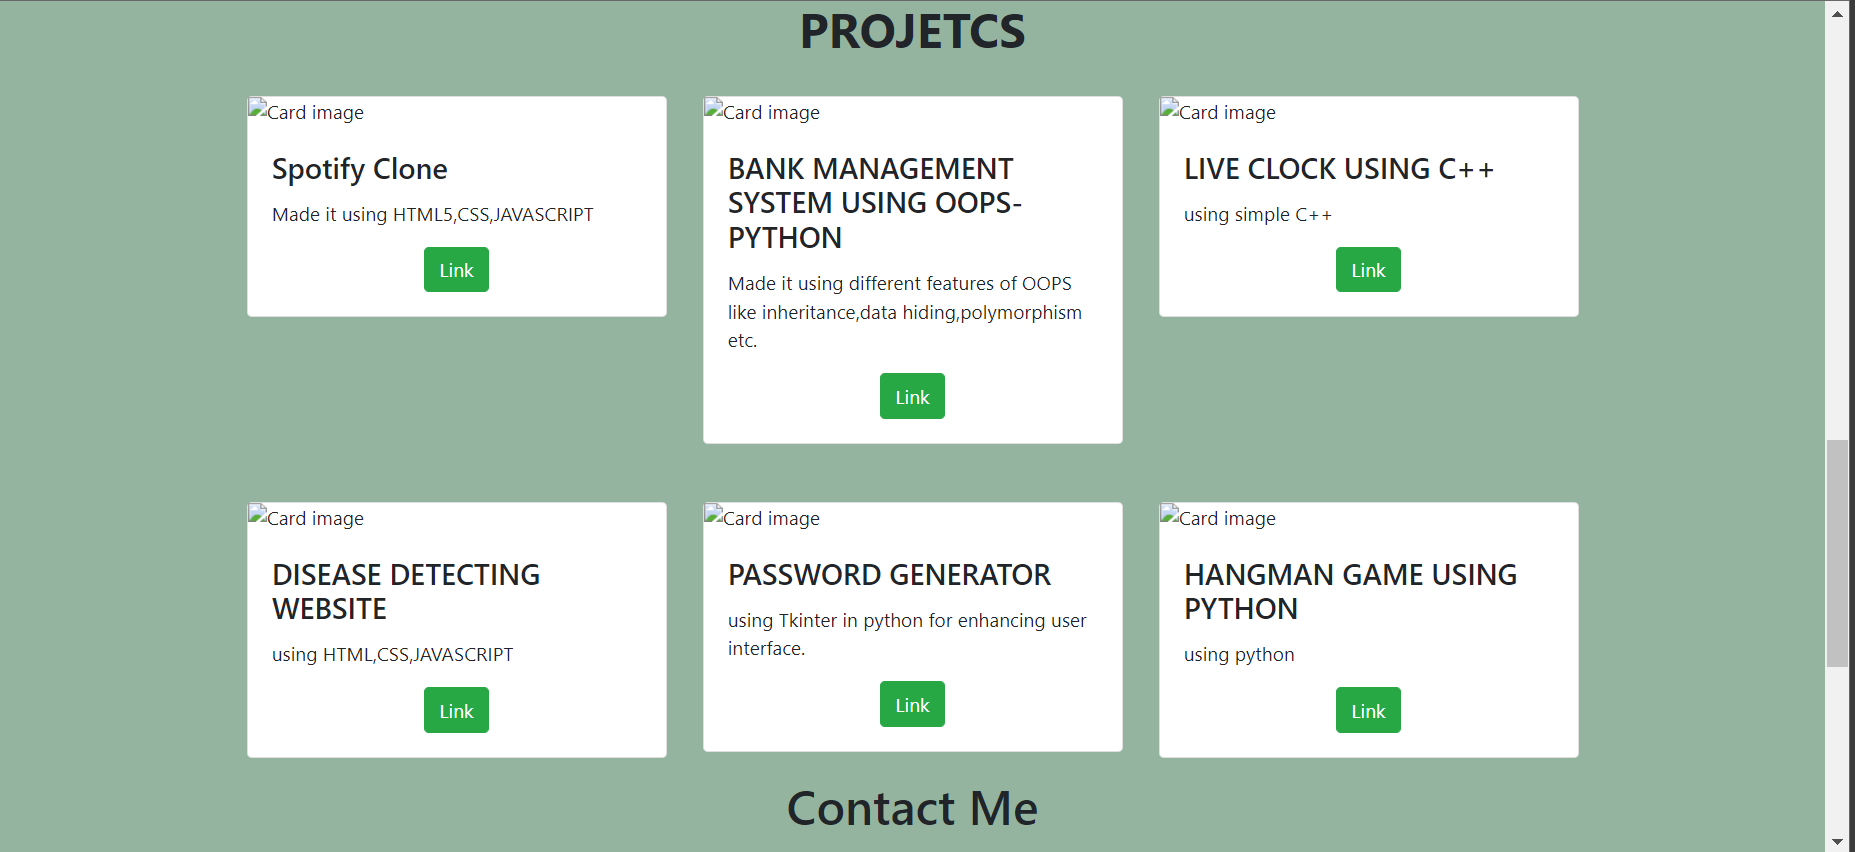 PROJETCS
Card image
Spotify Clone
Made it using HTML5,CSS,JAVASCRIPT
Link
Card image
BANK MANAGEMENT
SYSTEM USING OOPS-
PYTHON
Made it using different features of OOPS
like inheritance,data hiding,polymorphism
etc.
Link
Card image
LIVE CLOCK USING C++
using simple C++
Link
Card image
DISEASE DETECTING
WEBSITE
using HTML,CSS,JAVASCRIPT
Link
Card image
PASSWORD GENERATOR
using Tkinter in python for enhancing user
interface.
Link
Card image
HANGMAN GAME USING
PYTHON
using python
Link
Contact Me